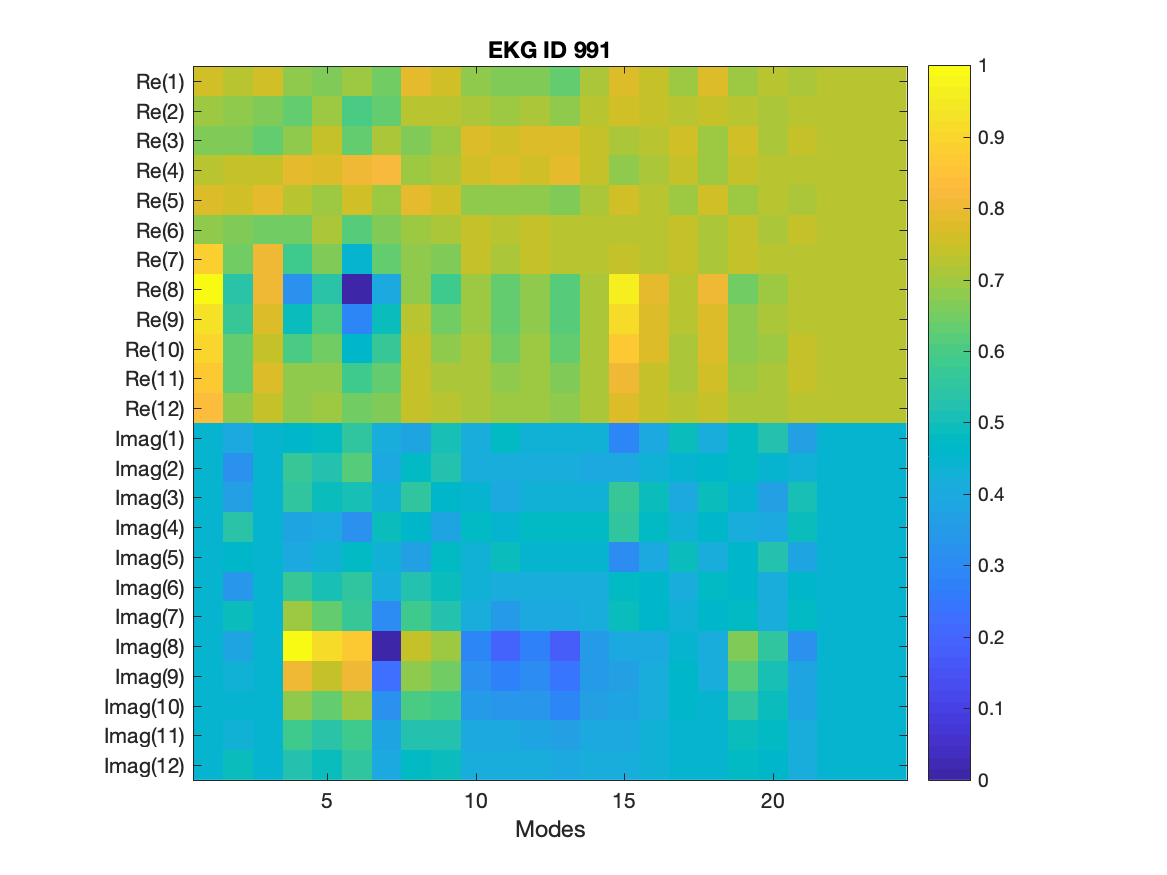 EKG ID 991
Re(1)
Re(2)
Re(3)
Re(4)
Re(5)
Re(6)
Re(7)
Re(8)
Re(9)
Re(10)
Re(11)
Re(12)
Imag(1)
Imag(2)
Imag(3)
Imag(4)
Imag(5)
Imag(6)
Imag(7)
Imag(8)
Imag(9)
Imag(10)
Imag(11)
Imag(12)
5 10 15 20
Modes
1
0.9
0.8
0.7
0.6
0.5
0.4
0.3
0.2
0.1
0